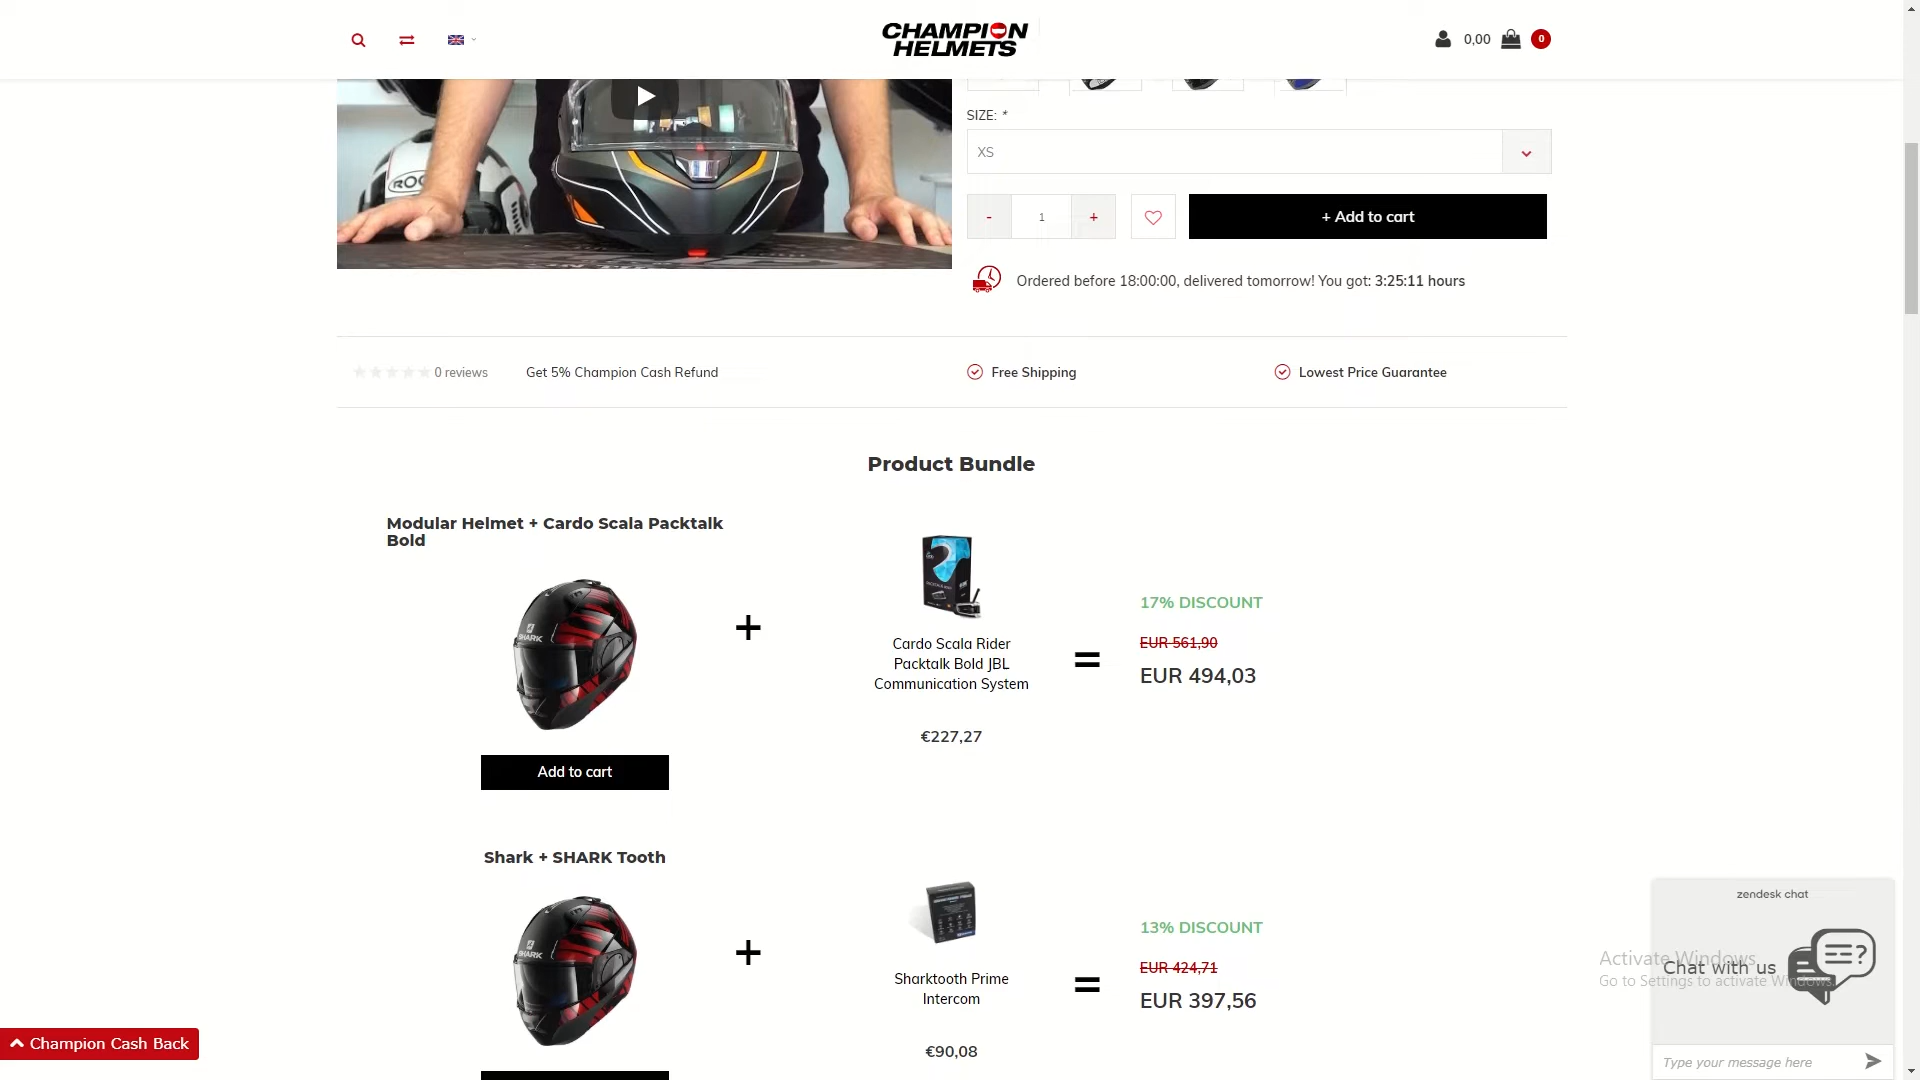 CHAMPION
HELMETS
0,00
0
SIZE: *
XS
-
1
+
+ Add to cart
Ordered before 18:00:00, delivered tomorrow! You got: 3:25:11 hours
0 reviews
Get 5% Champion Cash Refund
Free Shipping
Lowest Price Guarantee
Product Bundle
Modular Helmet + Cardo Scala Packtalk
Bold
SHARK
+
Cardo Scala Rider
Packtalk Bold JBL
Communication System
€227,27
=
17% DISCOUNT
EUR 561,90
EUR 494,03
Add to cart
Shark + SHARK Tooth
SHARK
+
Sharktooth Prime
Intercom
€90,08
=
13% DISCOUNT
EUR 424,71
EUR 397,56
Champion Cash Back
zendesk chat
Chat with us
Activate Windows
Go to Settings to activate Windows.
Type your message here